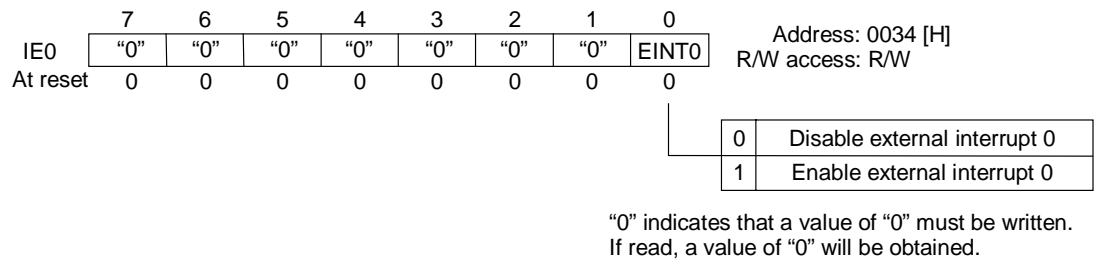 7 6 5 4 3 2 1 0
IE0 “0” “0” “0” “0” “0” “0” “0” EINT0
At reset 0 0 0 0 0 0 0 0
Address: 0034 [H]
R/W access: R/W
0 Disable external interrupt 0
1 Enable external interrupt 0
“0” indicates that a value of “0” must be written.
If read, a value of “0” will be obtained.